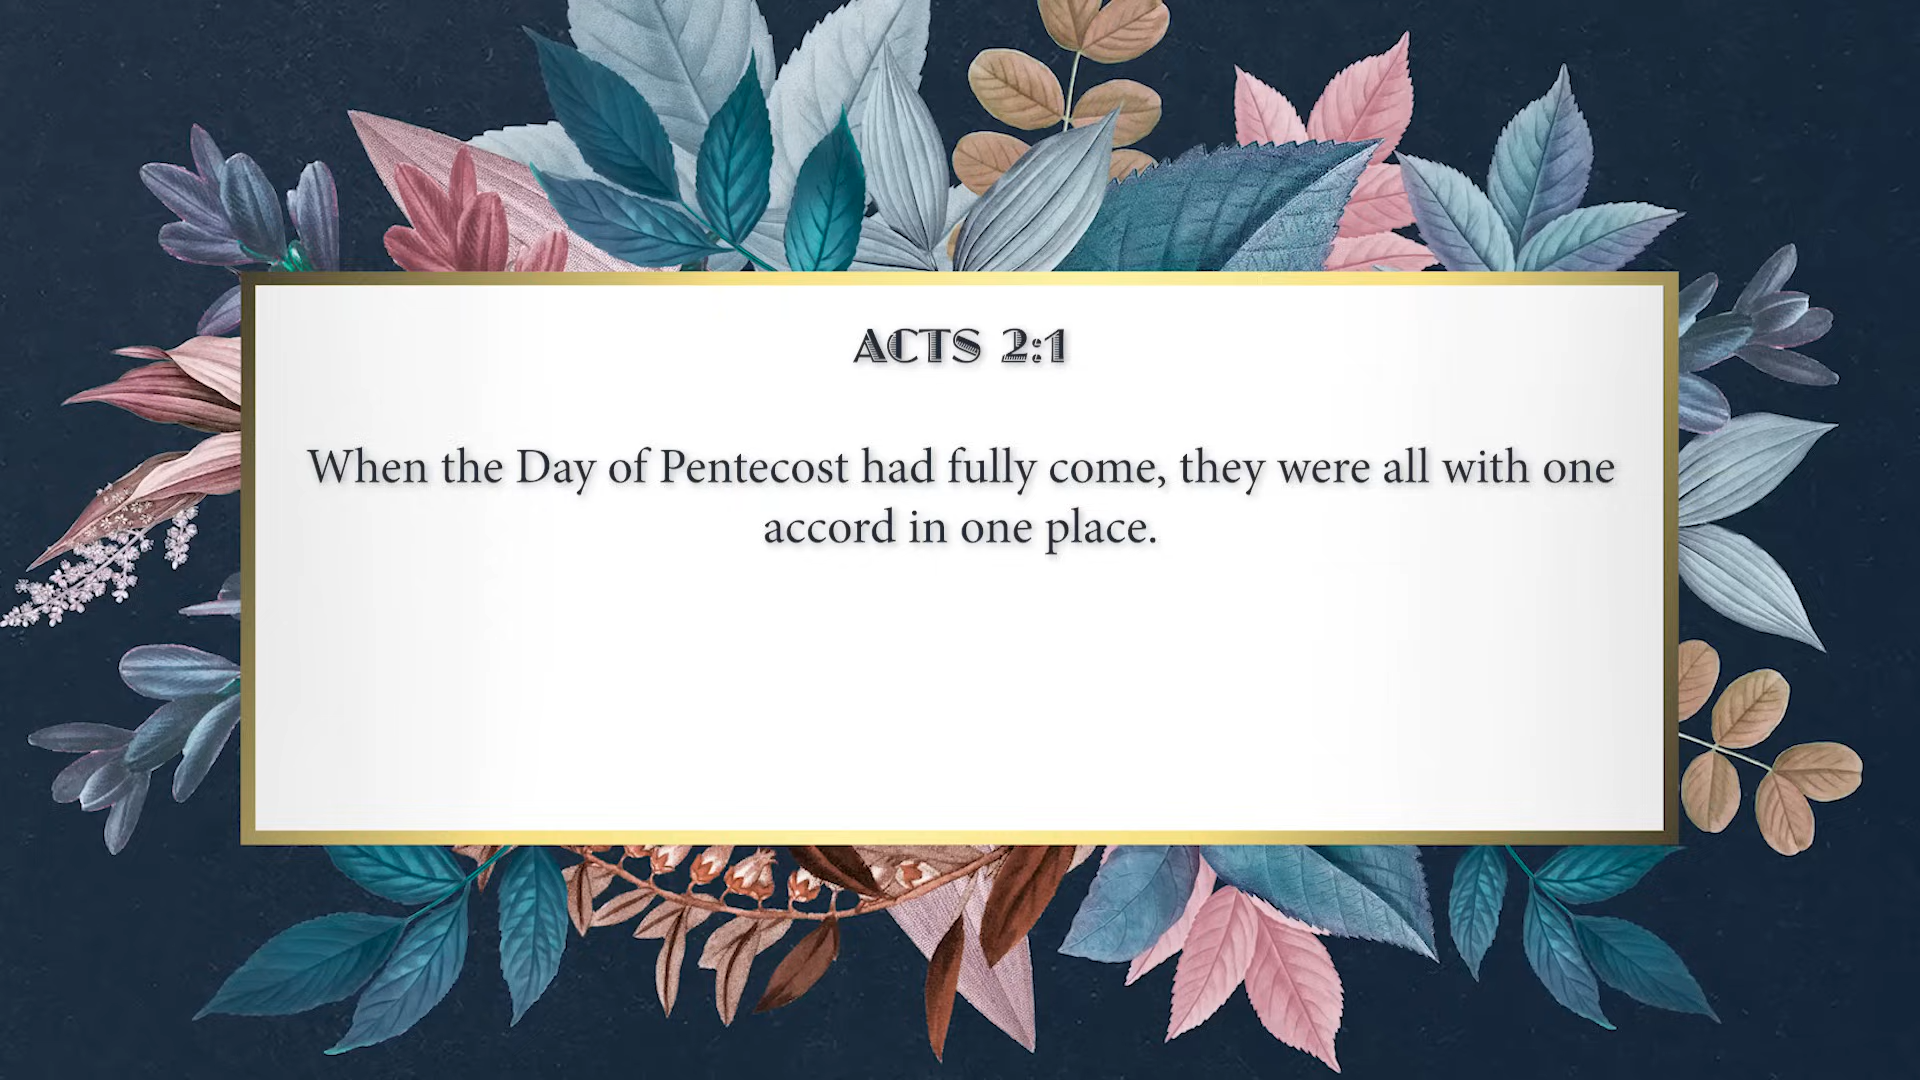 ACTS 2:1
When the Day of Pentecost had fully come, they were all with one
accord in one place.